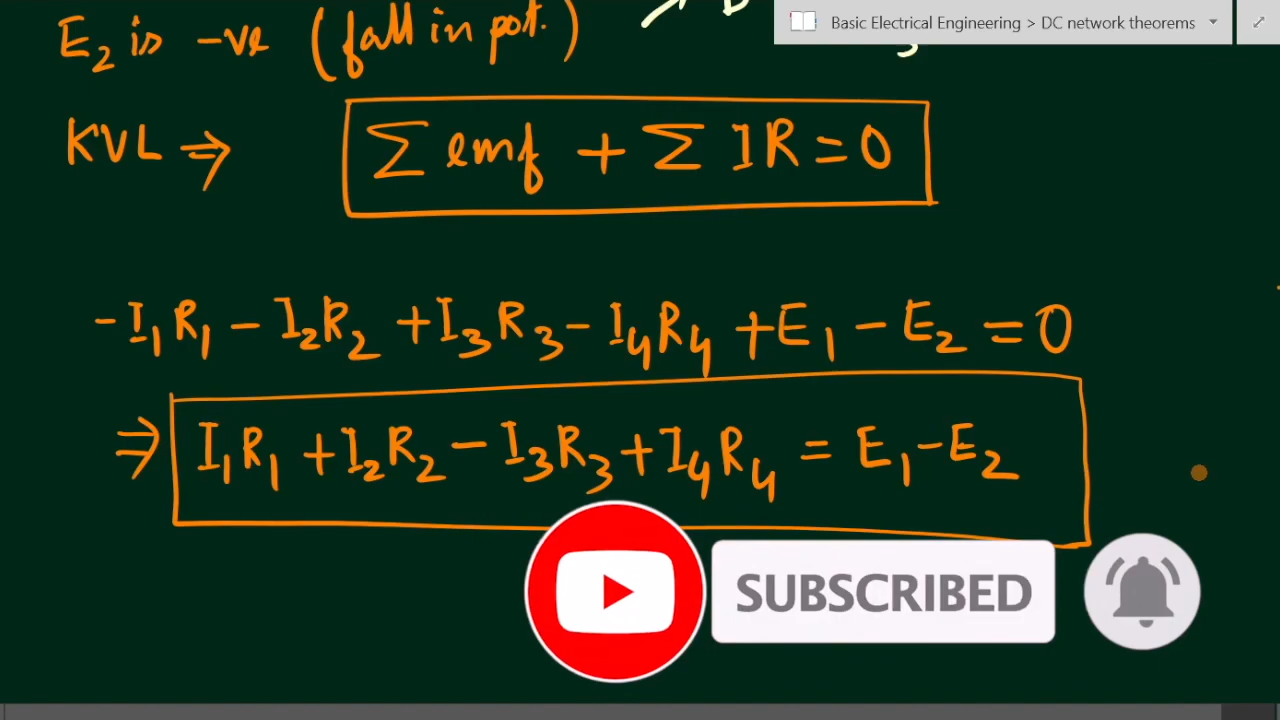 Basic Electrical Engineering > DC network theorems
E₂ is -ve (fall in pot.)
KVL ⇒ ∑ emf + ∑ IR = 0
-I₁R₁ - I₂R₂ + I₃R₃ - I₄R₄ + E₁ - E₂ = 0
⇒ I₁R₁ + I₂R₂ - I₃R₃ + I₄R₄ = E₁ - E₂
SUBSCRIBED